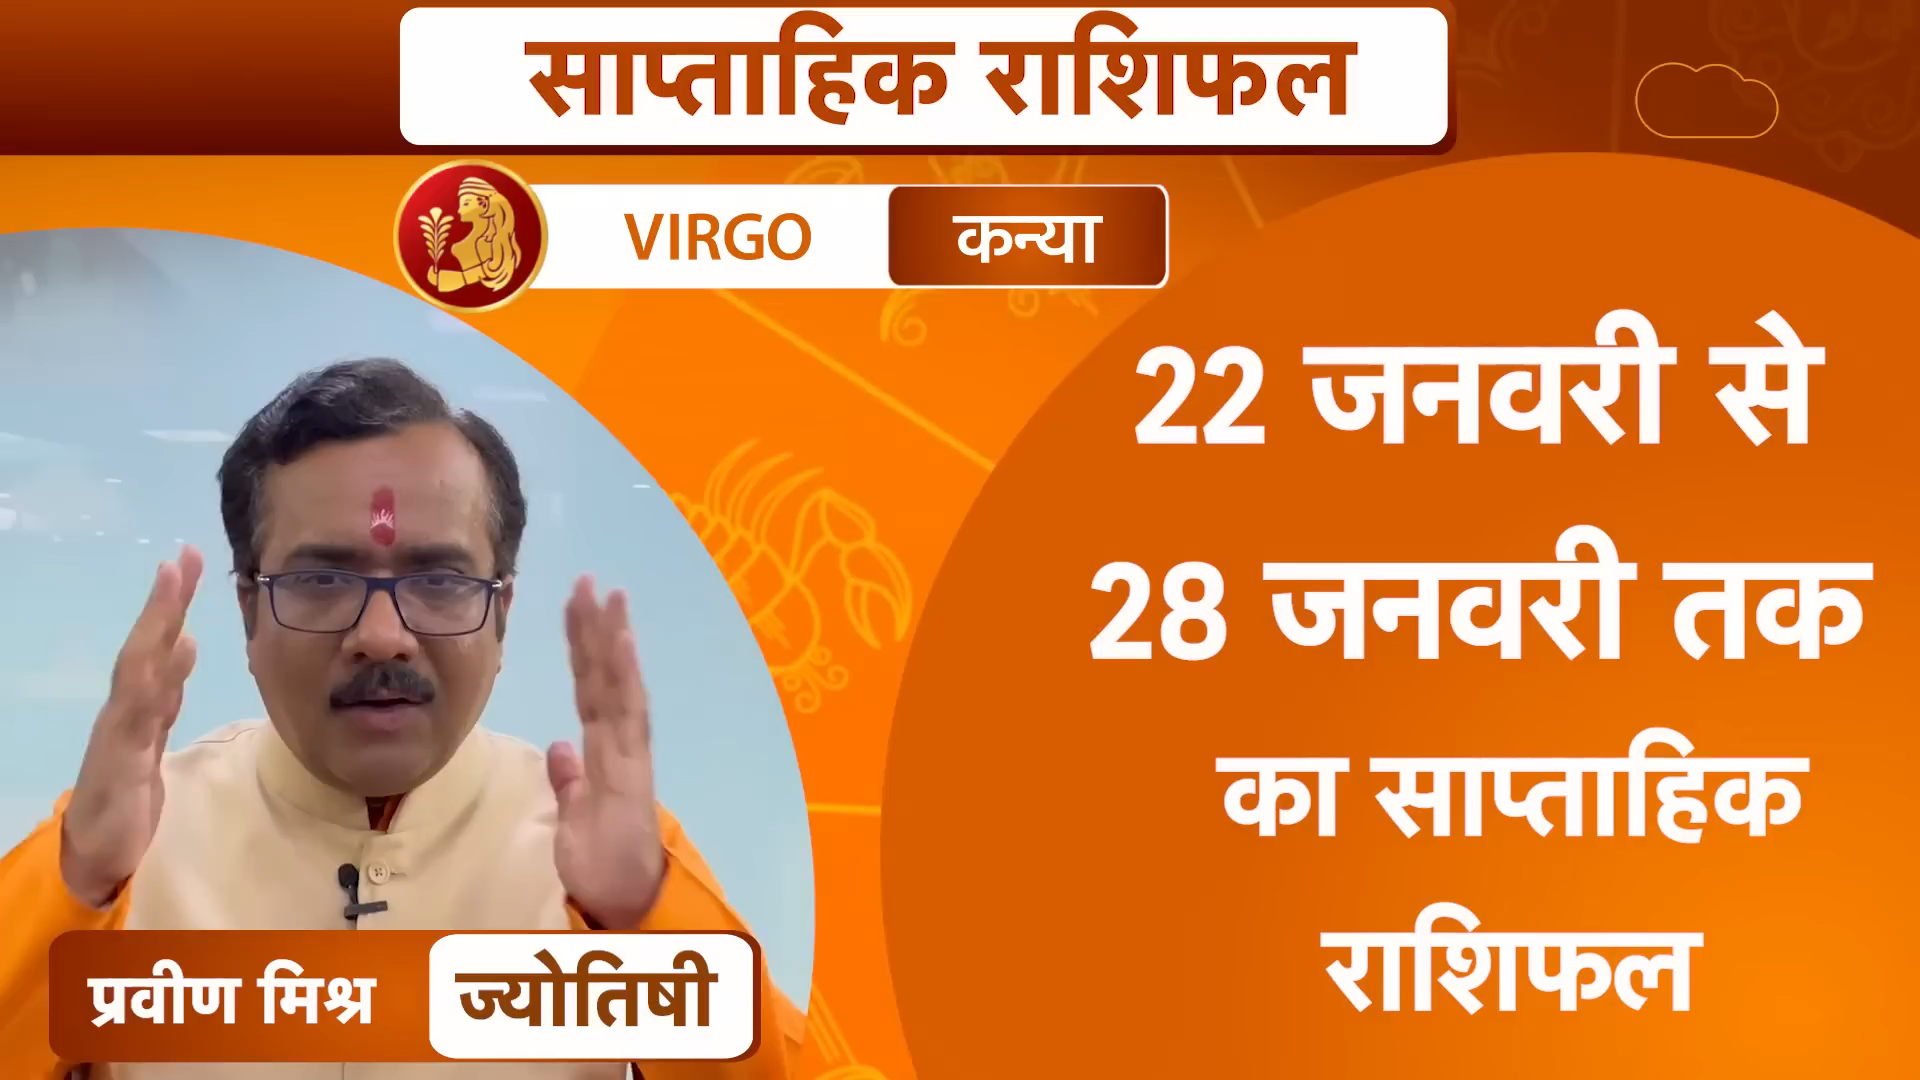 साप्ताहिक राशिफल
VIRGO कन्या
22 जनवरी से
28 जनवरी तक
का साप्ताहिक
राशिफल
प्रवीण मिश्र ज्योतिषी